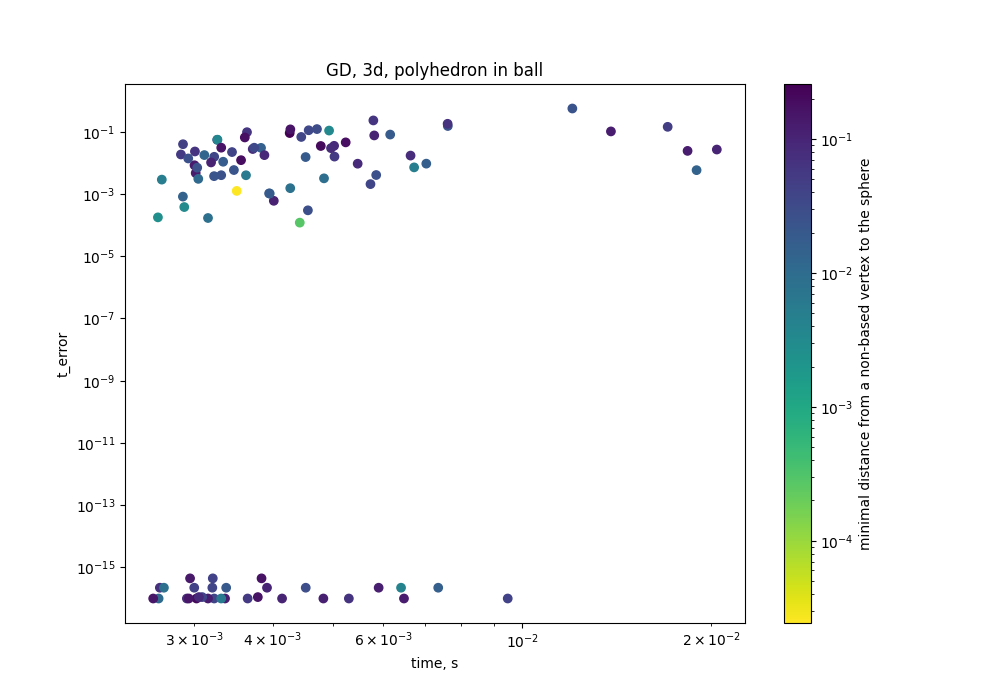 GD, 3d, polyhedron in ball
10⁻¹
10⁻³
10⁻⁵
10⁻⁷
10⁻⁹
10⁻¹¹
10⁻¹³
10⁻¹⁵
t_error
3 × 10⁻³ 4 × 10⁻³ 6 × 10⁻³ 10⁻² 2 × 10⁻²
time, s
10⁻¹
10⁻²
10⁻³
10⁻⁴
minimal distance from a non-based vertex to the sphere